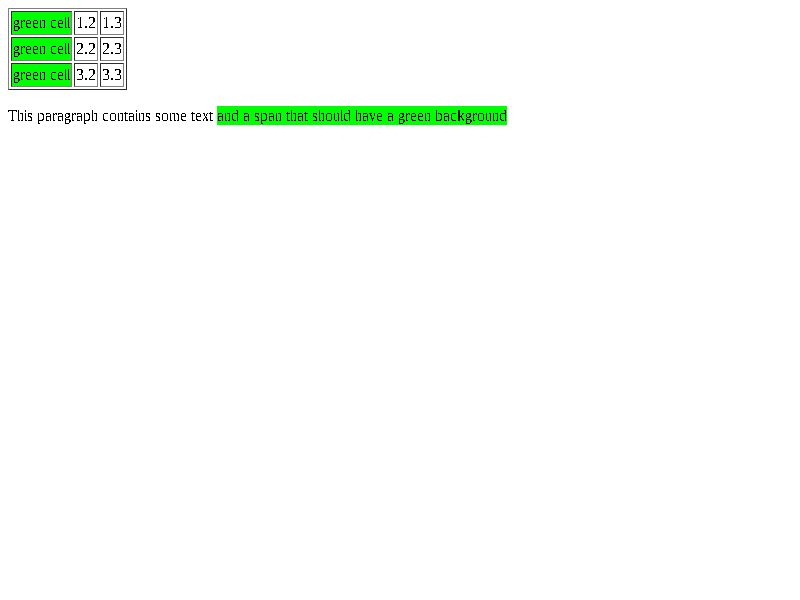 green cell 1.2 1.3
green cell 2.2 2.3
green cell 3.2 3.3
This paragraph contains some text and a span that should have a green background